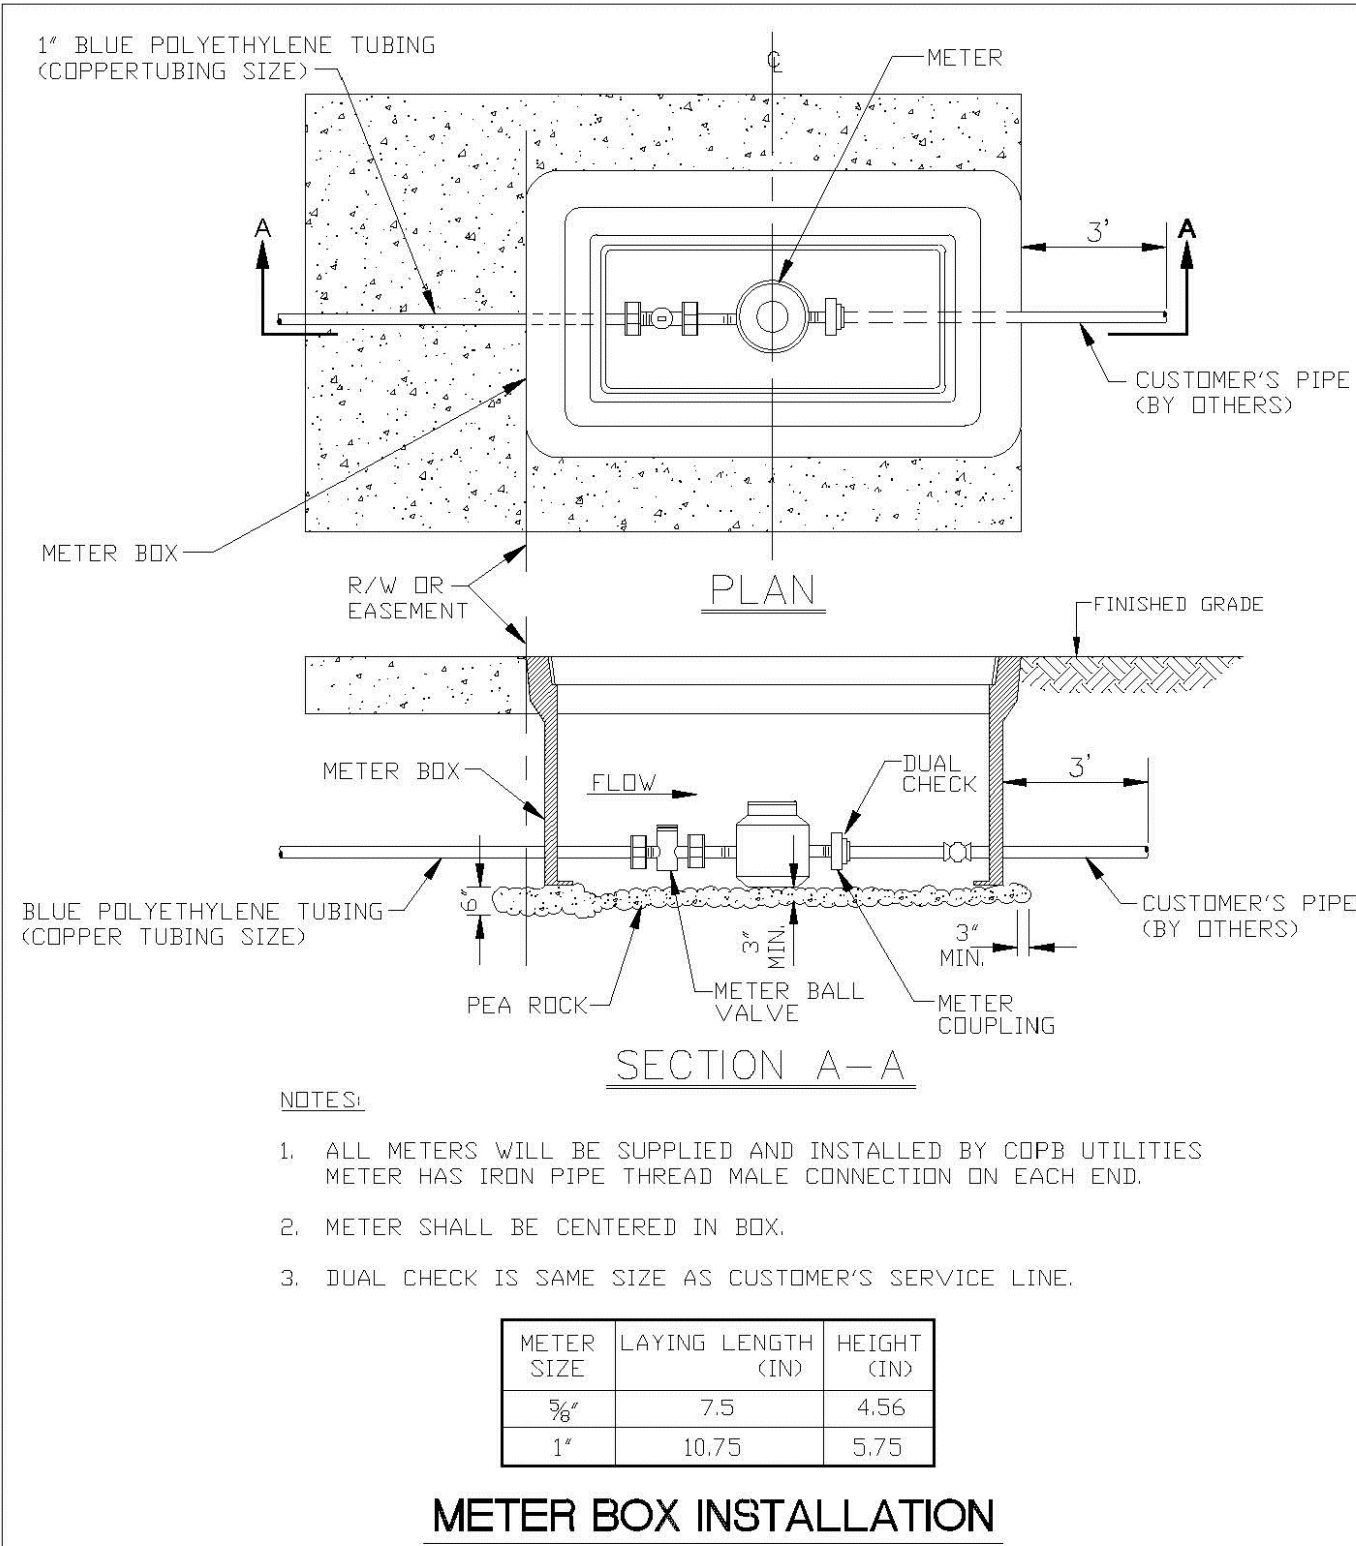 1" BLUE POLYETHYLENE TUBING
(COPPERTUBING SIZE)
℄
METER
A
3'
A
CUSTOMER'S PIPE
(BY OTHERS)
METER BOX
R/W OR
EASEMENT
PLAN
FINISHED GRADE
METER BOX
FLOW
DUAL
CHECK
3'
BLUE POLYETHYLENE TUBING
(COPPER TUBING SIZE)
6"
3"
MIN.
3"
MIN.
CUSTOMER'S PIPE
(BY OTHERS)
PEA ROCK
METER BALL
VALVE
METER
COUPLING
SECTION A-A
NOTES:
1. ALL METERS WILL BE SUPPLIED AND INSTALLED BY COPB UTILITIES
METER HAS IRON PIPE THREAD MALE CONNECTION ON EACH END.
2. METER SHALL BE CENTERED IN BOX.
3. DUAL CHECK IS SAME SIZE AS CUSTOMER'S SERVICE LINE.
METER SIZE LAYING LENGTH (IN) HEIGHT (IN)
⅝" 7.5 4.56
1" 10.75 5.75
METER BOX INSTALLATION